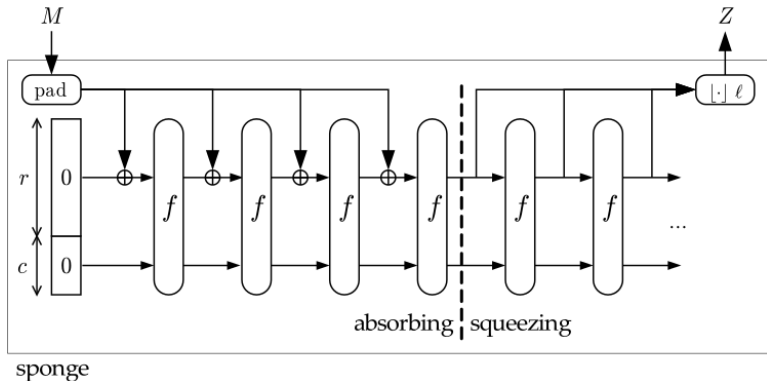 M Z
pad ⌊·⌋ ℓ
r 0 f f f f f f
...
c 0
absorbing squeezing
sponge